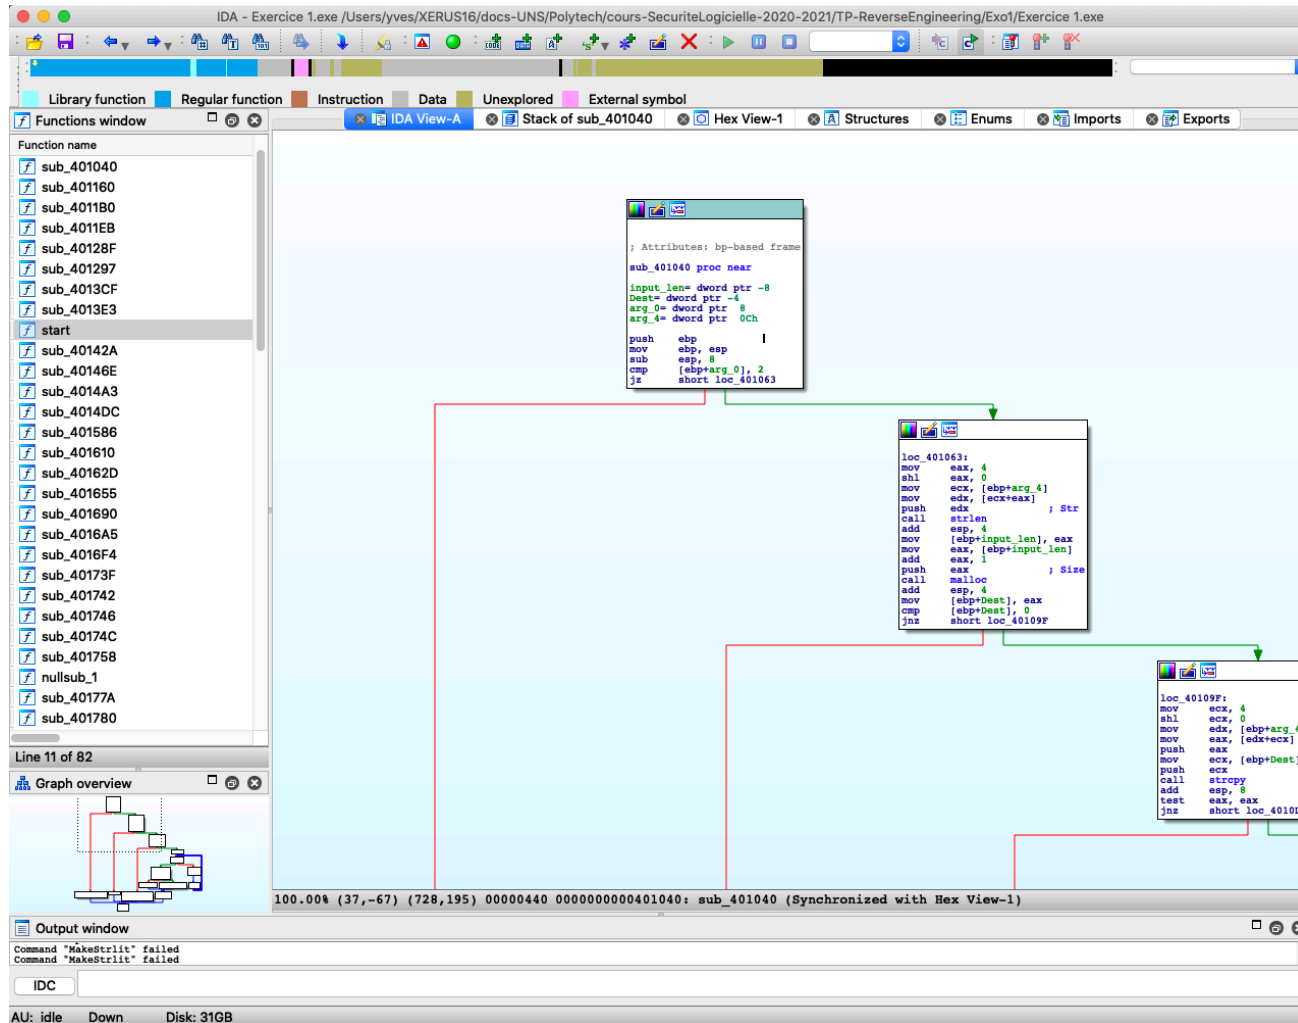 IDA - Exercice 1.exe /Users/yves/XERUS16/docs-UNS/Polytech/cours-SecuriteLogicielle-2020-2021/TP-ReverseEngineering/Exo1/Exercice 1.exe
Library function Regular function Instruction Data Unexplored External symbol
Functions window
IDA View-A Stack of sub_401040 Hex View-1 Structures Enums Imports Exports
Function name
sub_401040
sub_401160
sub_4011B0
sub_4011EB
sub_40128F
sub_401297
sub_4013CF
sub_4013E3
start
sub_40142A
sub_40146E
sub_4014A3
sub_4014DC
sub_401586
sub_401610
sub_40162D
sub_401655
sub_401690
sub_4016A5
sub_4016F4
sub_40173F
sub_401742
sub_401746
sub_40174C
sub_401758
nullsub_1
sub_40177A
sub_401780
Line 11 of 82
Graph overview
; Attributes: bp-based frame
sub_401040 proc near
input_len= dword ptr -8
Dest= dword ptr -4
arg_0= dword ptr 8
arg_4= dword ptr 0Ch
push ebp
mov ebp, esp
sub esp, 8
cmp [ebp+arg_0], 2
jz short loc_401063
loc_401063:
mov eax, 4
shl eax, 0
mov ecx, [ebp+arg_4]
mov edx, [ecx+eax]
push edx ; Str
call strlen
add esp, 4
mov [ebp+input_len], eax
mov eax, [ebp+input_len]
add eax, 1
push eax ; Size
call malloc
add esp, 4
mov [ebp+Dest], eax
cmp [ebp+Dest], 0
jnz short loc_40109F
loc_40109F:
mov ecx, 4
shl ecx, 0
mov edx, [ebp+arg_4
mov eax, [edx+ecx]
push eax
mov ecx, [ebp+Dest]
push ecx
call strcpy
add esp, 8
test eax, eax
jnz short loc_4010D
100.00% (37,-67) (728,195) 00000440 0000000000401040: sub_401040 (Synchronized with Hex View-1)
Output window
Command "MakeStrlit" failed
Command "MakeStrlit" failed
IDC
AU: idle Down Disk: 31GB